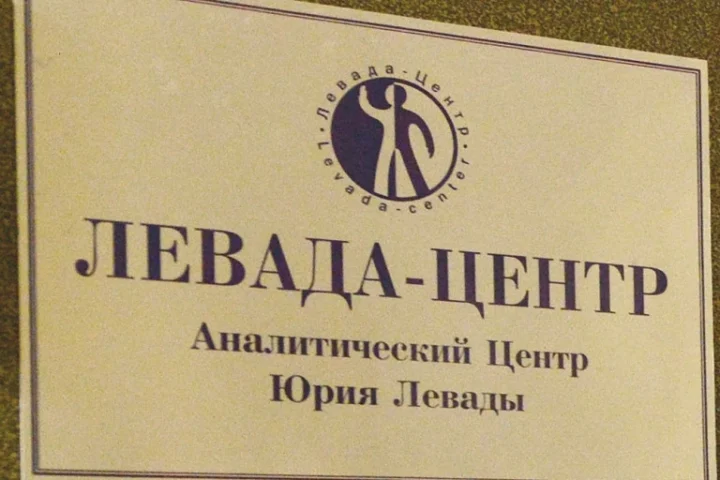 Левада-Центр
Levada-center
ЛЕВАДА-ЦЕНТР
Аналитический Центр
Юрия Левады